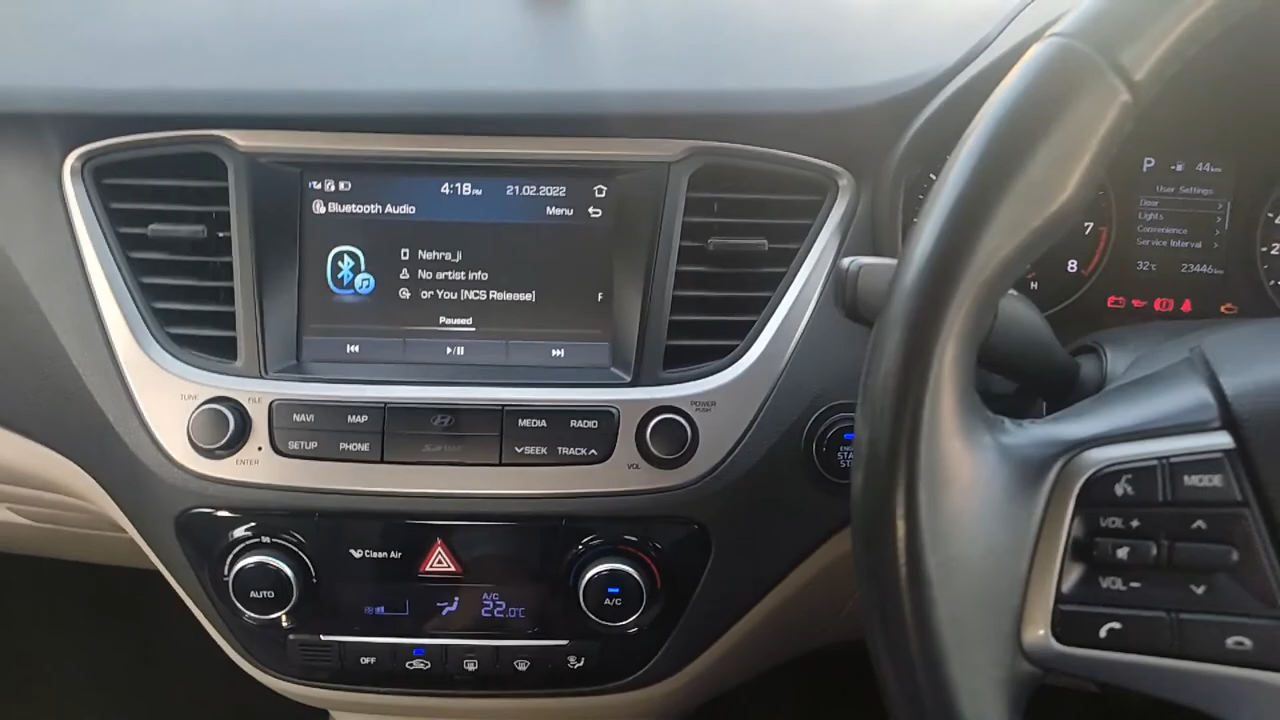 4:18PM 21.02.2022
Bluetooth Audio Menu
Nehra_ji
No artist info
or You [NCS Release] F
Paused
TUNE FILE
ENTER
NAVI MAP
SETUP PHONE
MEDIA RADIO
SEEK TRACK
POWER
PUSH
VOL
Clean Air
AUTO
A/C
22.0°C
A/C
OFF
P 44km
User Settings
Door
Lights
Convenience
Service Interval
32°C 23446km
7
8
H
MODE
VOL +
VOL -